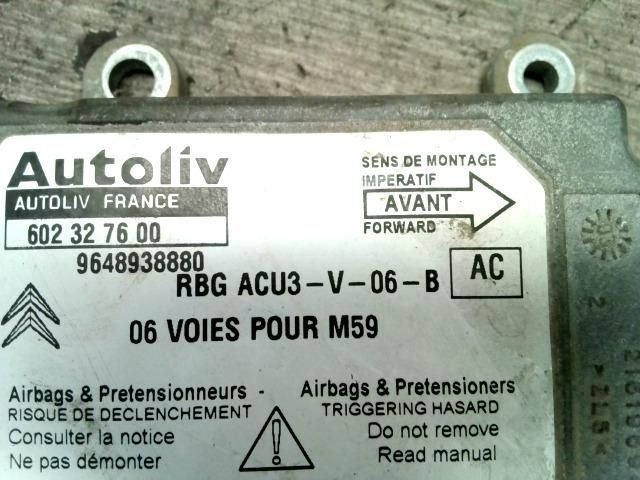 Autoliv
AUTOLIV FRANCE
602 32 76 00
9648938880
SENS DE MONTAGE
IMPERATIF
AVANT
FORWARD
RBG ACU3-V-06-B
AC
06 VOIES POUR M59
Airbags & Pretensionneurs -
RISQUE DE DECLENCHEMENT
Consulter la notice
Ne pas démonter
Airbags & Pretensioners
TRIGGERING HASARD
Do not remove
Read manual